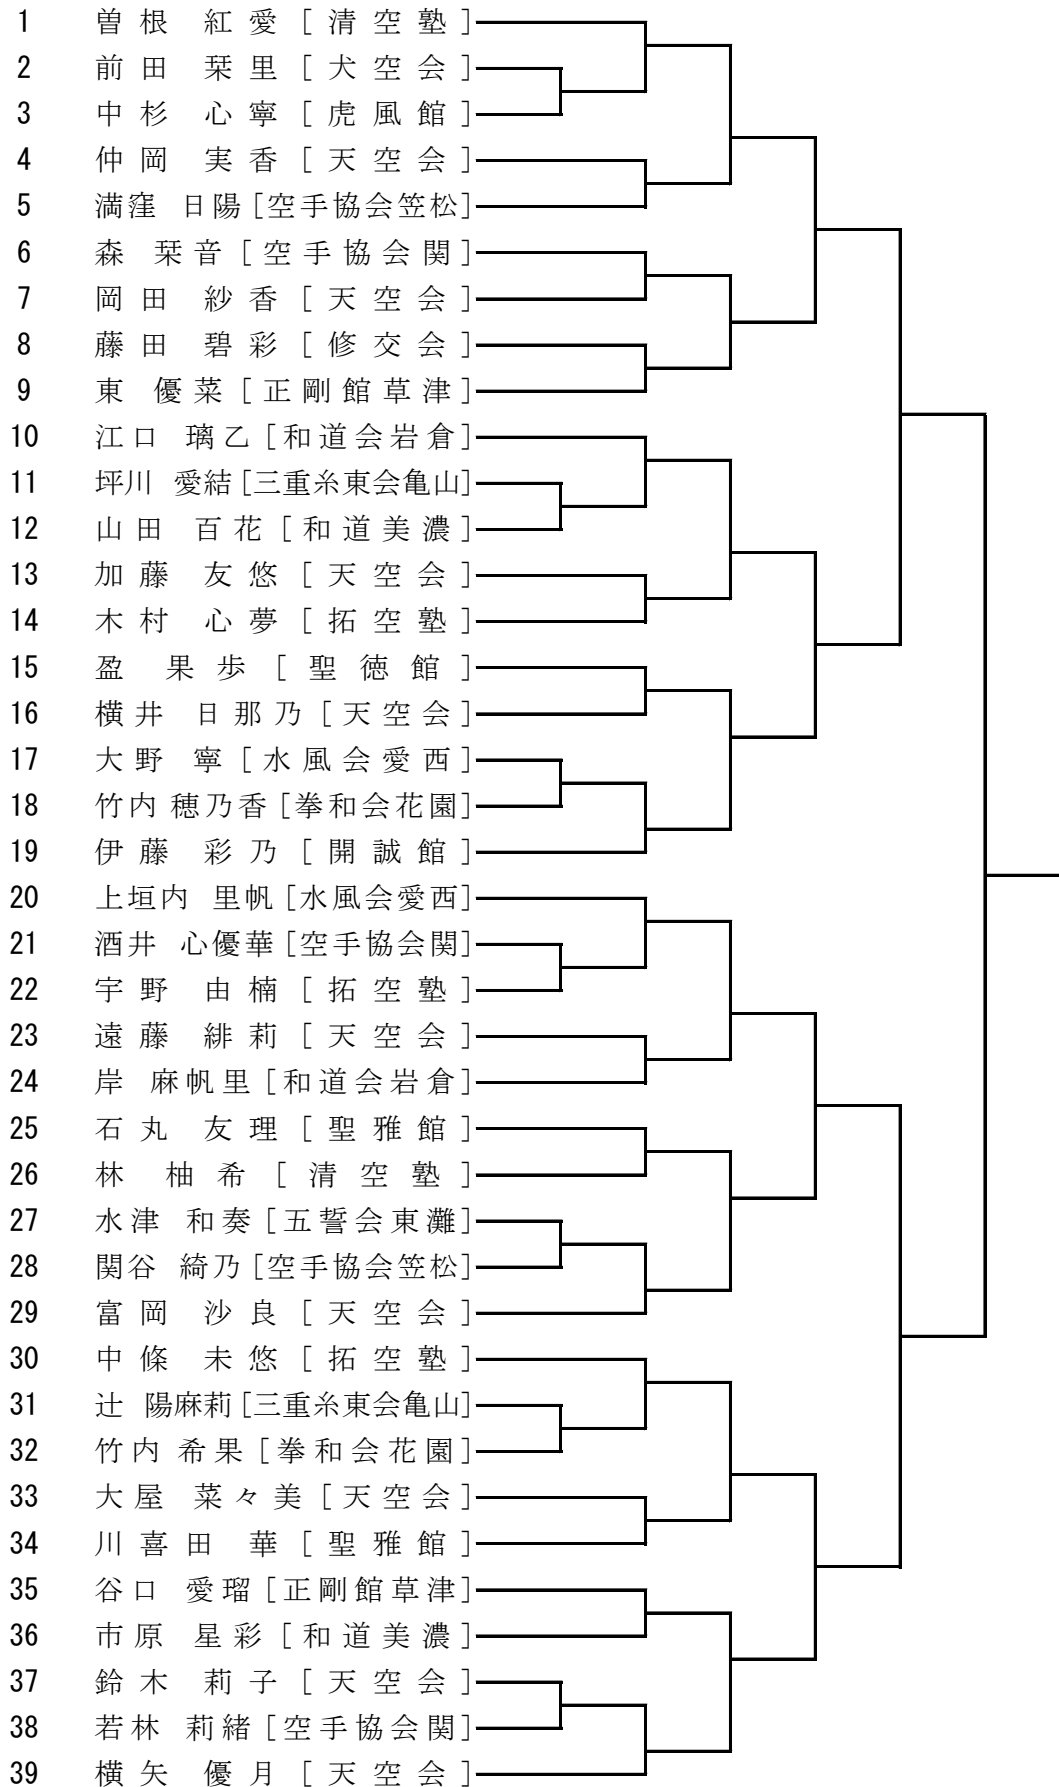 1 曽根 紅愛 [清空塾]
2 前田 栞里 [犬空会]
3 中杉 心寧 [虎風館]
4 仲岡 実香 [天空会]
5 満窪 日陽 [空手協会笠松]
6 森 栞音 [空手協会関]
7 岡田 紗香 [天空会]
8 藤田 碧彩 [修交会]
9 東 優菜 [正剛館草津]
10 江口 璃乙 [和道会岩倉]
11 坪川 愛結 [三重糸東会亀山]
12 山田 百花 [和道美濃]
13 加藤 友悠 [天空会]
14 木村 心夢 [拓空塾]
15 盈 果歩 [聖徳館]
16 横井 日那乃 [天空会]
17 大野 寧 [水風会愛西]
18 竹内 穂乃香 [拳和会花園]
19 伊藤 彩乃 [開誠館]
20 上垣内 里帆 [水風会愛西]
21 酒井 心優華 [空手協会関]
22 宇野 由楠 [拓空塾]
23 遠藤 緋莉 [天空会]
24 岸 麻帆里 [和道会岩倉]
25 石丸 友理 [聖雅館]
26 林 柚希 [清空塾]
27 水津 和奏 [五誓会東灘]
28 関谷 綺乃 [空手協会笠松]
29 富岡 沙良 [天空会]
30 中條 未悠 [拓空塾]
31 辻 陽麻莉 [三重糸東会亀山]
32 竹内 希果 [拳和会花園]
33 大屋 菜々美 [天空会]
34 川喜田 華 [聖雅館]
35 谷口 愛瑠 [正剛館草津]
36 市原 星彩 [和道美濃]
37 鈴木 莉子 [天空会]
38 若林 莉緒 [空手協会関]
39 横矢 優月 [天空会]